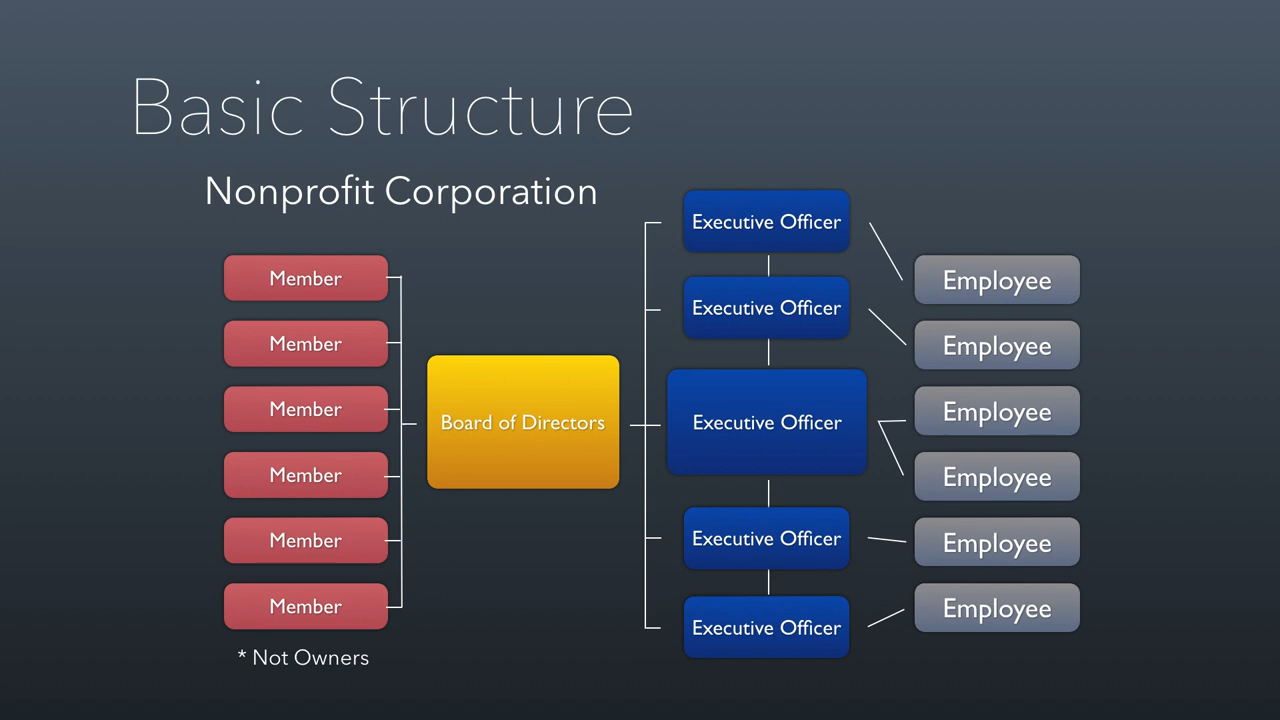 Basic Structure
Nonprofit Corporation
Member
Member
Member
Member
Member
Member
* Not Owners
Board of Directors
Executive Officer
Executive Officer
Executive Officer
Executive Officer
Executive Officer
Employee
Employee
Employee
Employee
Employee
Employee